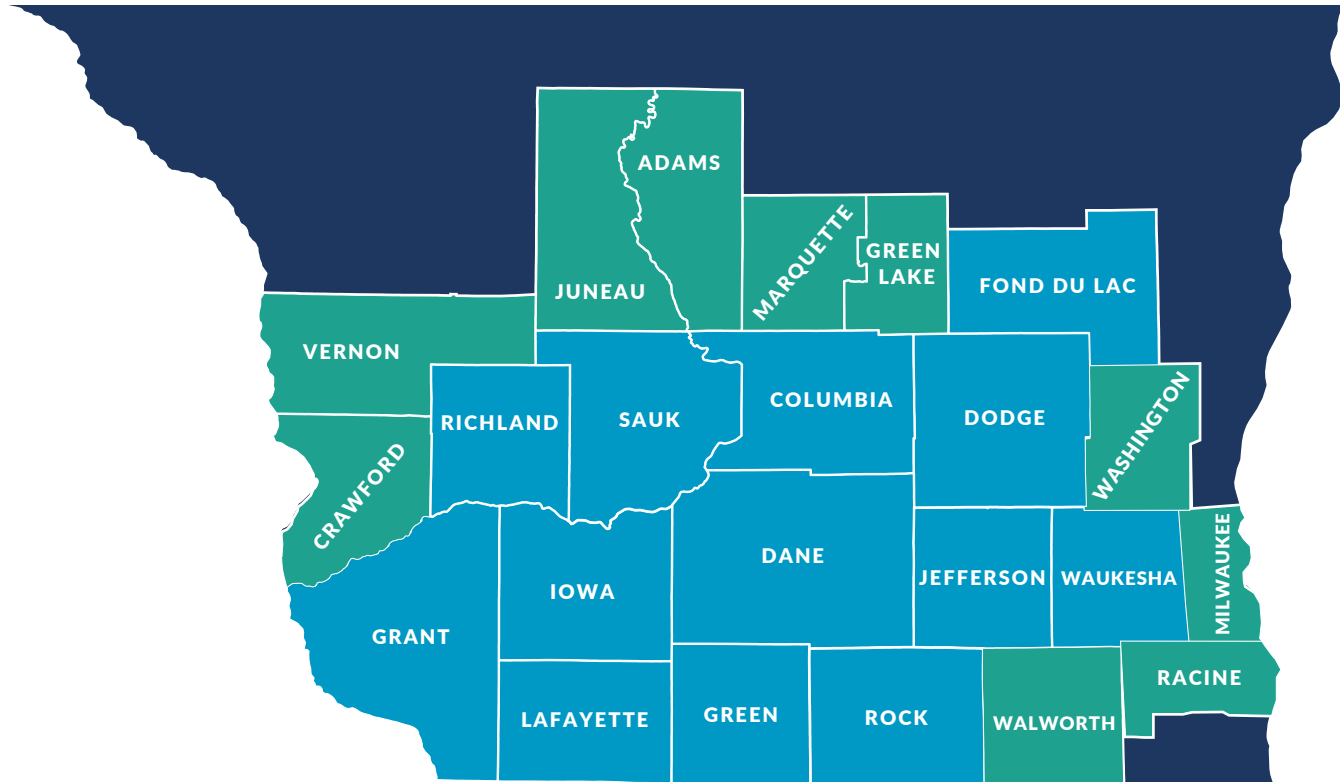 ADAMS
MARQUETTE
GREEN
LAKE
JUNEAU
FOND DU LAC
VERNON
RICHLAND
SAUK
COLUMBIA
DODGE
WASHINGTON
CRAWFORD
DANE
IOWA
JEFFERSON
WAUKESHA
MILWAUKEE
GRANT
RACINE
LAFAYETTE
GREEN
ROCK
WALWORTH